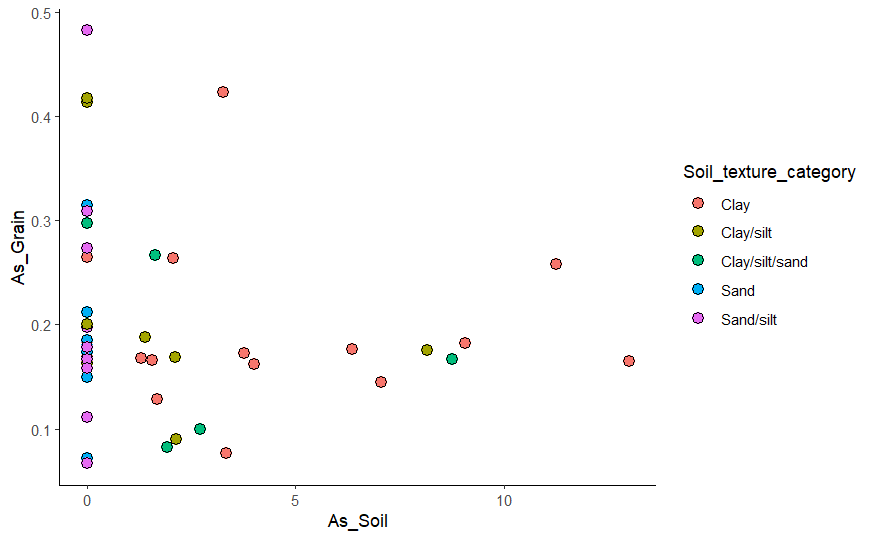 0.5
0.4
0.3
0.2
0.1
As_Grain
0
5
10
As_Soil
Soil_texture_category
Clay
Clay/silt
Clay/silt/sand
Sand
Sand/silt